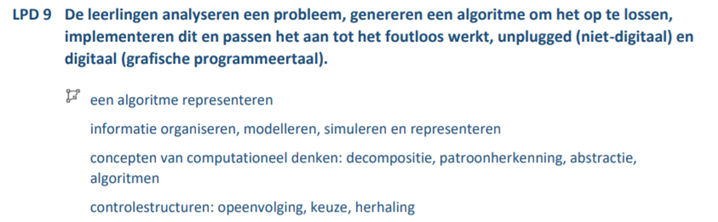 LPD 9 De leerlingen analyseren een probleem, genereren een algoritme om het op te lossen,
implementeren dit en passen het aan tot het foutloos werkt, unplugged (niet-digitaal) en
digitaal (grafische programmeertaal).
een algoritme representeren
informatie organiseren, modelleren, simuleren en representeren
concepten van computationeel denken: decompositie, patroonherkenning, abstractie,
algoritmen
controlestructuren: opeenvolging, keuze, herhaling